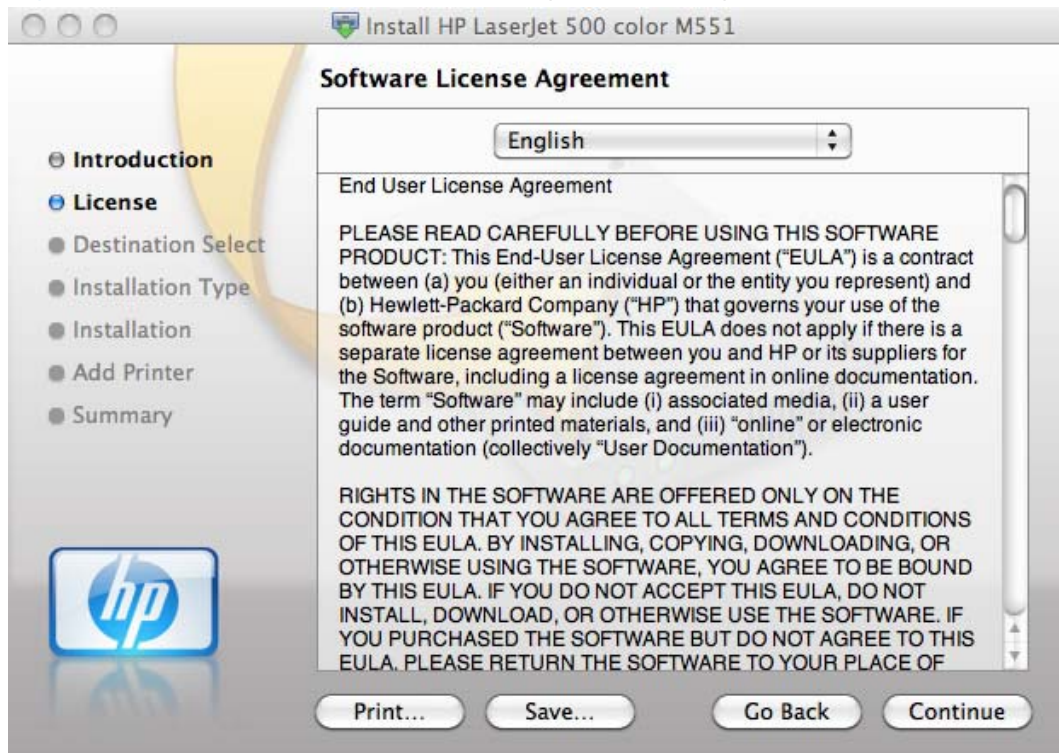 Install HP LaserJet 500 color M551
Software License Agreement
Introduction
License
Destination Select
Installation Type
Installation
Add Printer
Summary
hp
English
End User License Agreement
PLEASE READ CAREFULLY BEFORE USING THIS SOFTWARE
PRODUCT: This End-User License Agreement (“EULA”) is a contract
between (a) you (either an individual or the entity you represent) and
(b) Hewlett-Packard Company (“HP”) that governs your use of the
software product (“Software”). This EULA does not apply if there is a
separate license agreement between you and HP or its suppliers for
the Software, including a license agreement in online documentation.
The term “Software” may include (i) associated media, (ii) a user
guide and other printed materials, and (iii) “online” or electronic
documentation (collectively “User Documentation”).
RIGHTS IN THE SOFTWARE ARE OFFERED ONLY ON THE
CONDITION THAT YOU AGREE TO ALL TERMS AND CONDITIONS
OF THIS EULA. BY INSTALLING, COPYING, DOWNLOADING, OR
OTHERWISE USING THE SOFTWARE, YOU AGREE TO BE BOUND
BY THIS EULA. IF YOU DO NOT ACCEPT THIS EULA, DO NOT
INSTALL, DOWNLOAD, OR OTHERWISE USE THE SOFTWARE. IF
YOU PURCHASED THE SOFTWARE BUT DO NOT AGREE TO THIS
EULA, PLEASE RETURN THE SOFTWARE TO YOUR PLACE OF
Print...
Save...
Go Back
Continue